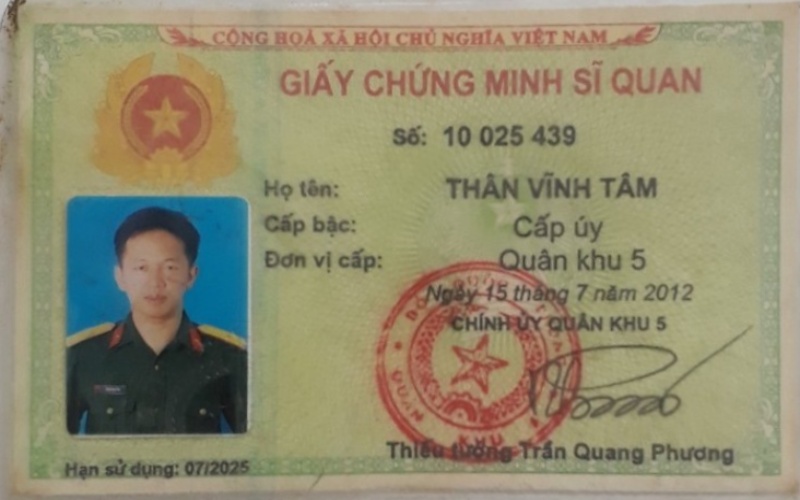 CỘNG HOÀ XÃ HỘI CHỦ NGHĨA VIỆT NAM
GIẤY CHỨNG MINH SĨ QUAN
Số: 10 025 439
Họ tên: THÂN VĨNH TÂM
Cấp bậc: Cấp úy
Đơn vị cấp: Quân khu 5
Ngày 15 tháng 7 năm 2012
CHÍNH ỦY QUÂN KHU 5
Thiếu tướng Trần Quang Phương
Hạn sử dụng: 07/2025